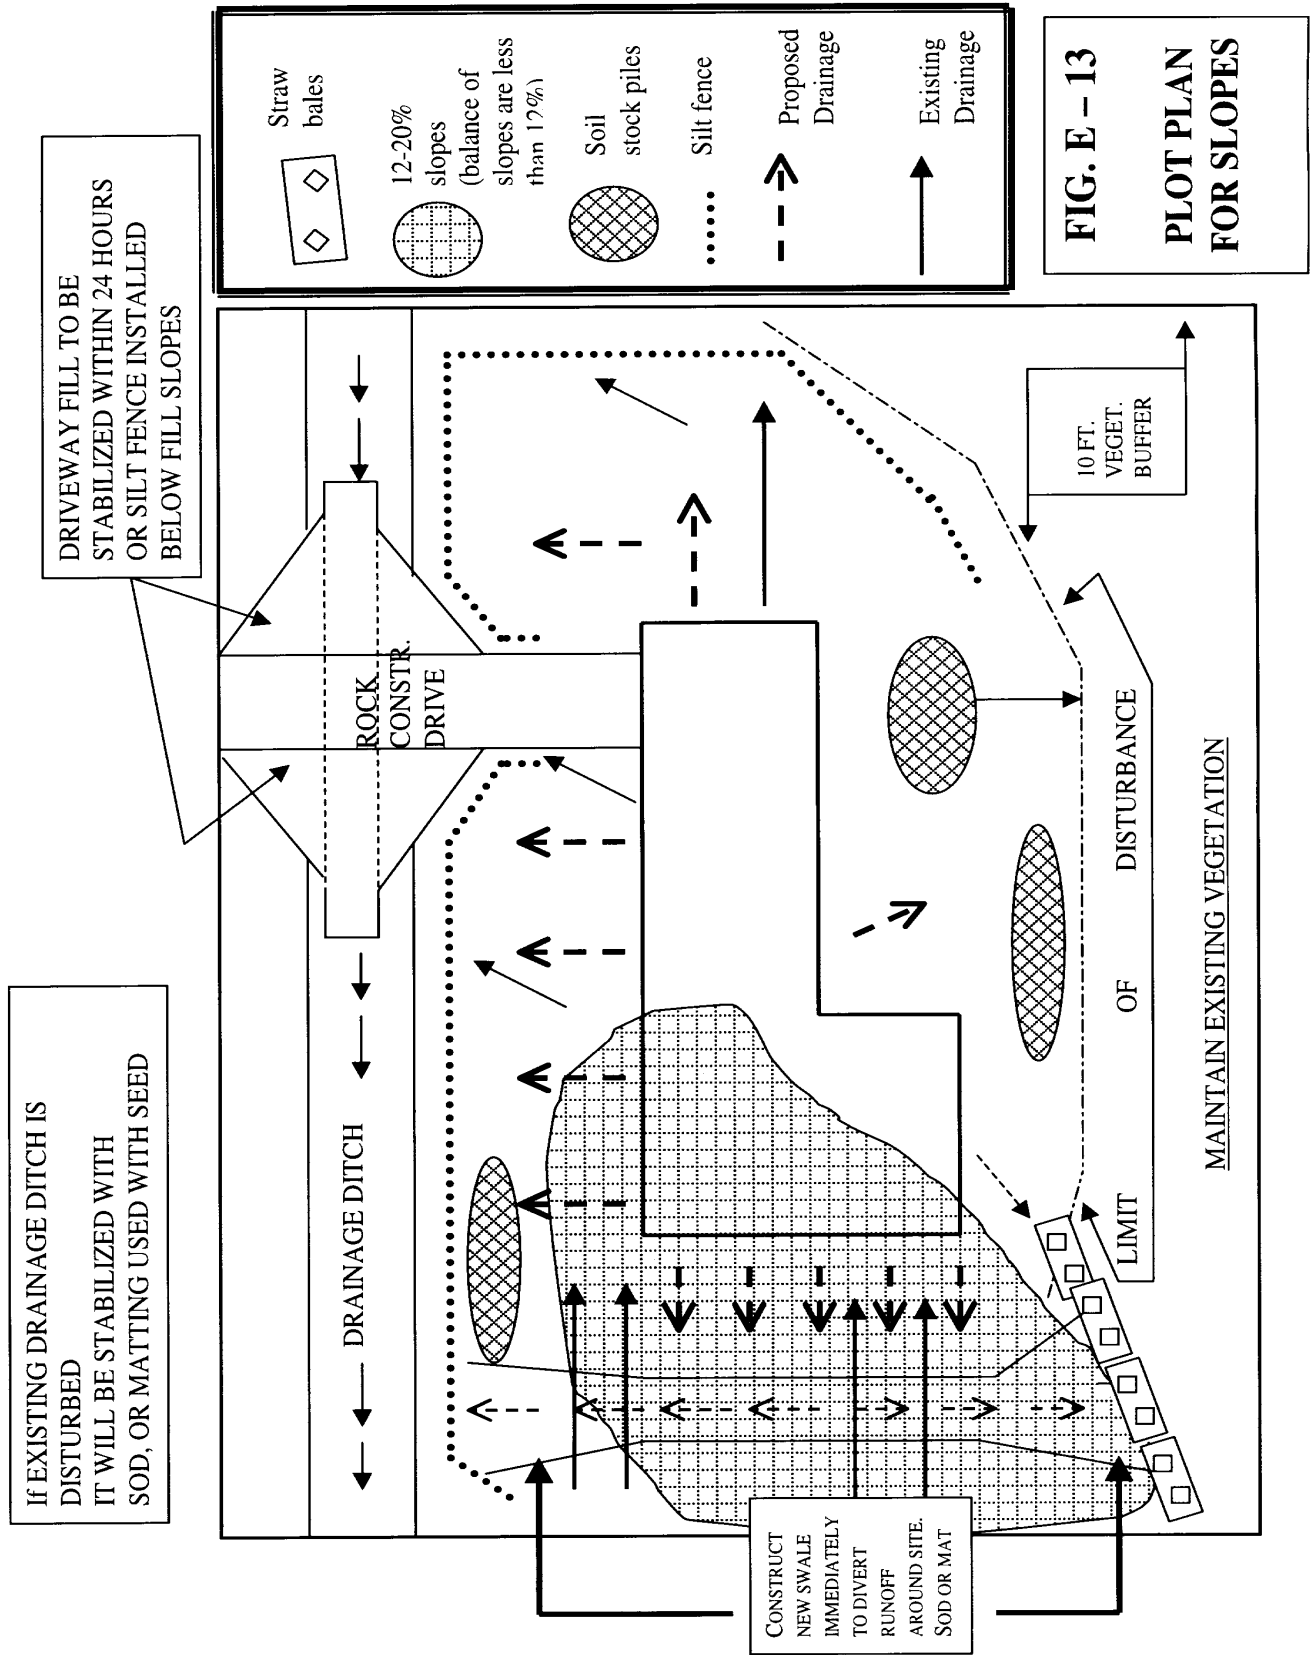 If EXISTING DRAINAGE DITCH IS
DISTURBED
IT WILL BE STABILIZED WITH
SOD, OR MATTING USED WITH SEED
DRIVEWAY FILL TO BE
STABILIZED WITHIN 24 HOURS
OR SILT FENCE INSTALLED
BELOW FILL SLOPES
DRAINAGE DITCH
ROCK
CONSTR.
DRIVE
CONSTRUCT
NEW SWALE
IMMEDIATELY
TO DIVERT
RUNOFF
AROUND SITE.
SOD OR MAT
10 FT.
VEGET.
BUFFER
LIMIT OF DISTURBANCE
MAINTAIN EXISTING VEGETATION
Straw
bales
12-20%
slopes
(balance of
slopes are less
than 12%)
Soil
stock piles
Silt fence
Proposed
Drainage
Existing
Drainage
FIG. E – 13
PLOT PLAN
FOR SLOPES